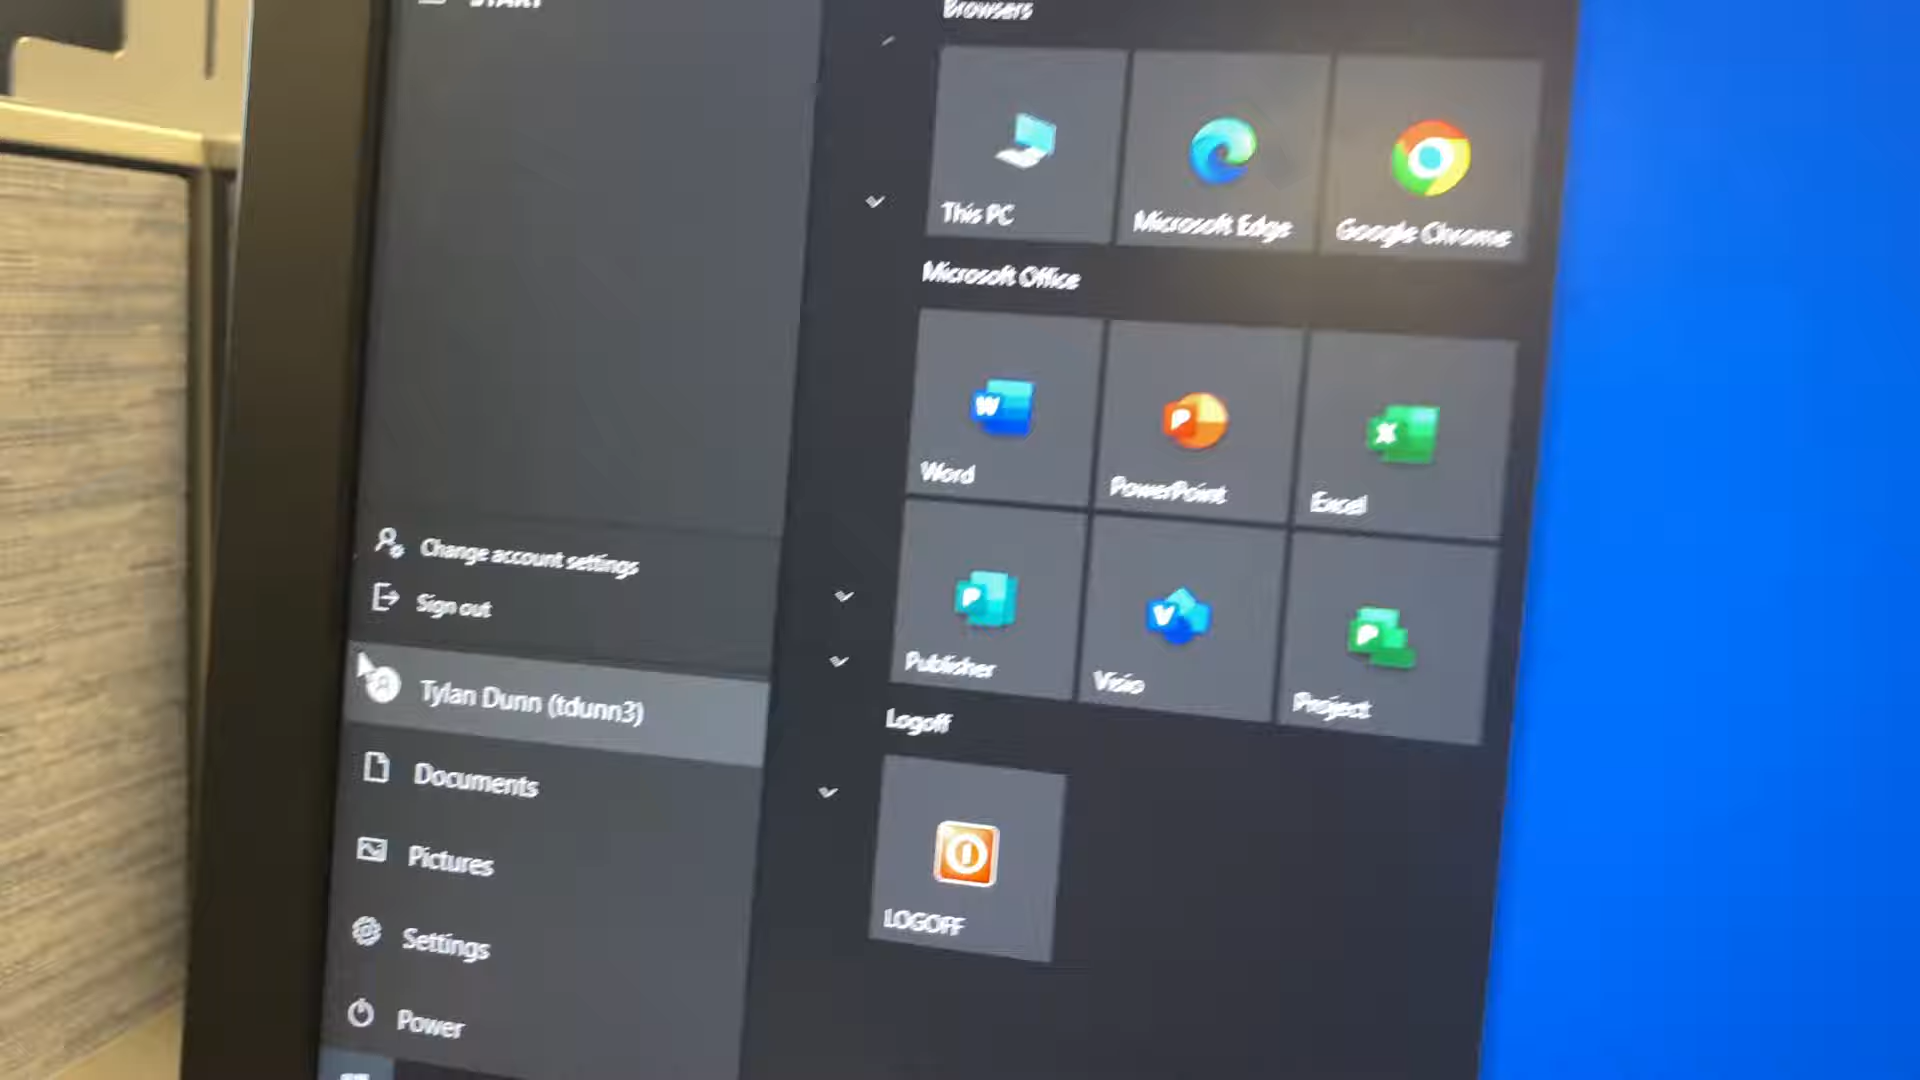 START
Browsers
This PC
Microsoft Edge
Google Chrome
Microsoft Office
W
Word
P
PowerPoint
X
Excel
P
Publisher
V
Visio
P
Project
Logoff
LOGOFF
Change account settings
Sign out
Tylan Dunn (tdunn3)
Documents
Pictures
Settings
Power